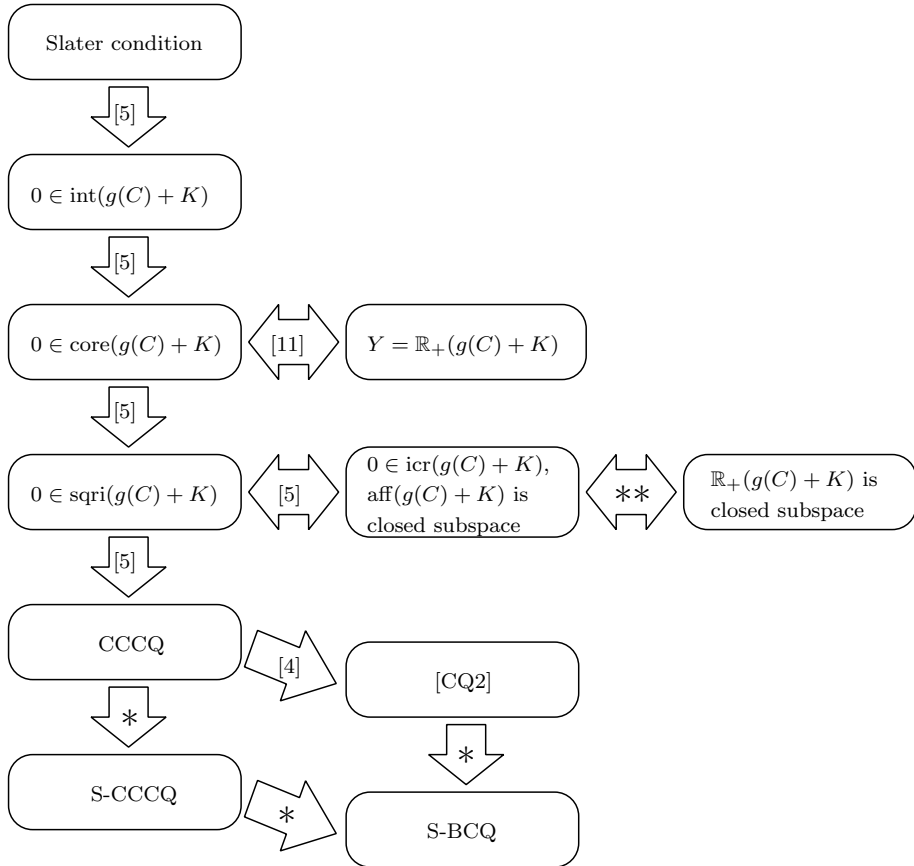 Slater condition
[5]
0 ∈ int(g(C) + K)
[5]
0 ∈ core(g(C) + K)
[11]
Y = ℝ₊(g(C) + K)
[5]
0 ∈ sqri(g(C) + K)
[5]
0 ∈ icr(g(C) + K),
aff(g(C) + K) is
closed subspace
**
ℝ₊(g(C) + K) is
closed subspace
[5]
CCCQ
[4]
[CQ2]
*
*
S-CCCQ
*
S-BCQ